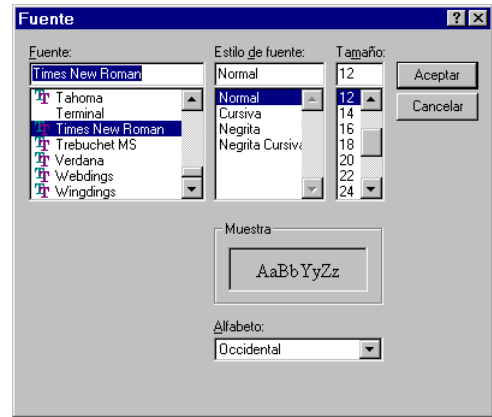 Fuente
Fuente:
Times New Roman
Tahoma
Terminal
Times New Roman
Trebuchet MS
Verdana
Webdings
Wingdings
Estilo de fuente:
Normal
Normal
Cursiva
Negrita
Negrita Cursiva
Tamaño:
12
12
14
16
18
20
22
24
Aceptar
Cancelar
Muestra
AaBbYyZz
Alfabeto:
Occidental